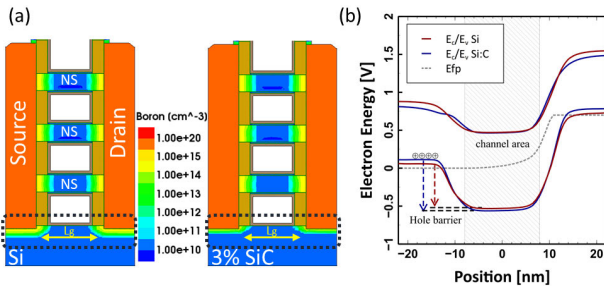 (a)
NS
NS
NS
Source
Drain
Lg
Si
Boron (cm^-3)
1.00e+20
1.00e+15
1.00e+14
1.00e+13
1.00e+12
1.00e+11
1.00e+10
Lg
3% SiC
(b)
Electron Energy [V]
1.5
1
0.5
0
−0.5
−1
Ec/Ev Si
Ec/Ev Si:C
Efp
channel area
Hole barrier
−20
−10
0
10
20
Position [nm]